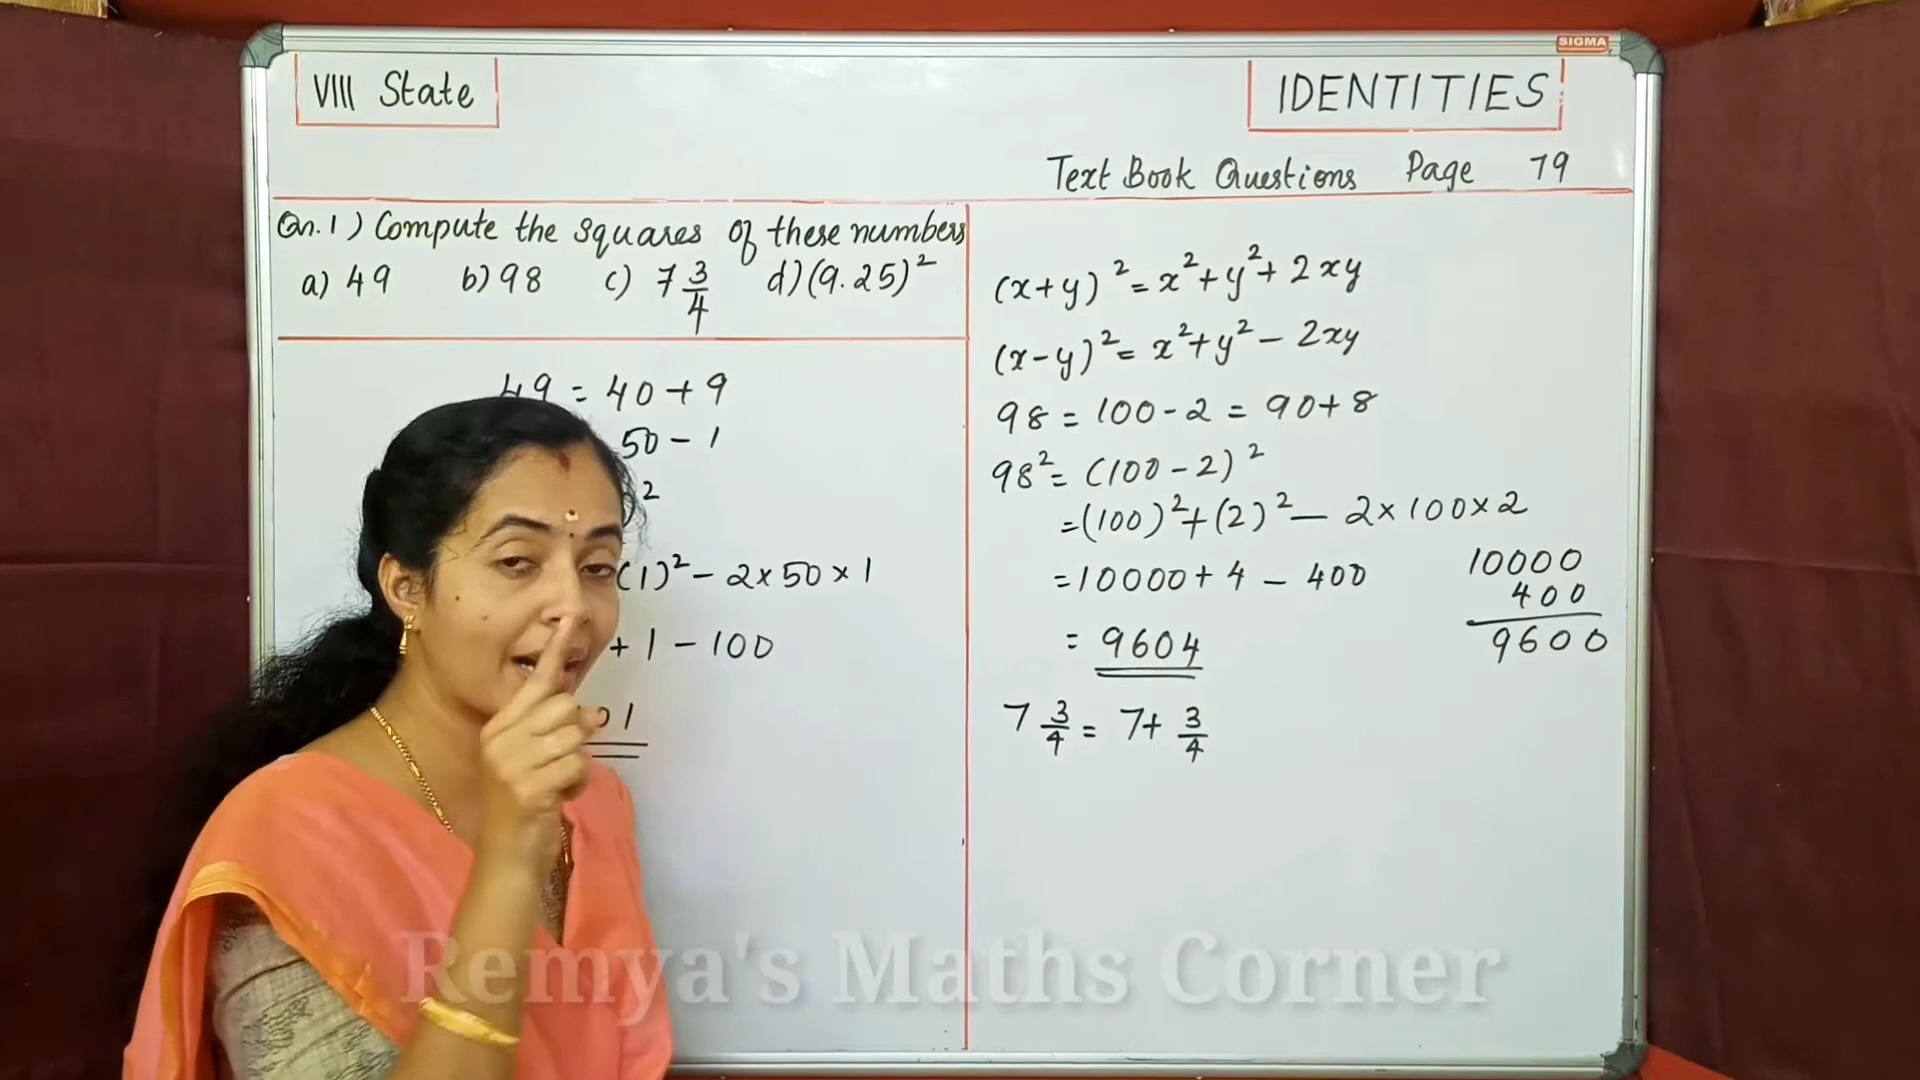 SIGMA
VIII State
IDENTITIES
Text Book Questions Page 79
Qn. 1) Compute the squares of these numbers
a) 49 b) 98 c) 7 3/4 d) (9.25)²
49 = 40 + 9
50 - 1
2
(1)² - 2 × 50 × 1
+ 1 - 100
01
(x+y)² = x² + y² + 2xy
(x-y)² = x² + y² - 2xy
98 = 100 - 2 = 90 + 8
98² = (100 - 2)²
= (100)² + (2)² - 2 × 100 × 2
= 10000 + 4 - 400
= 9604
10000
400
9600
7 3/4 = 7 + 3/4
Remya's Maths Corner